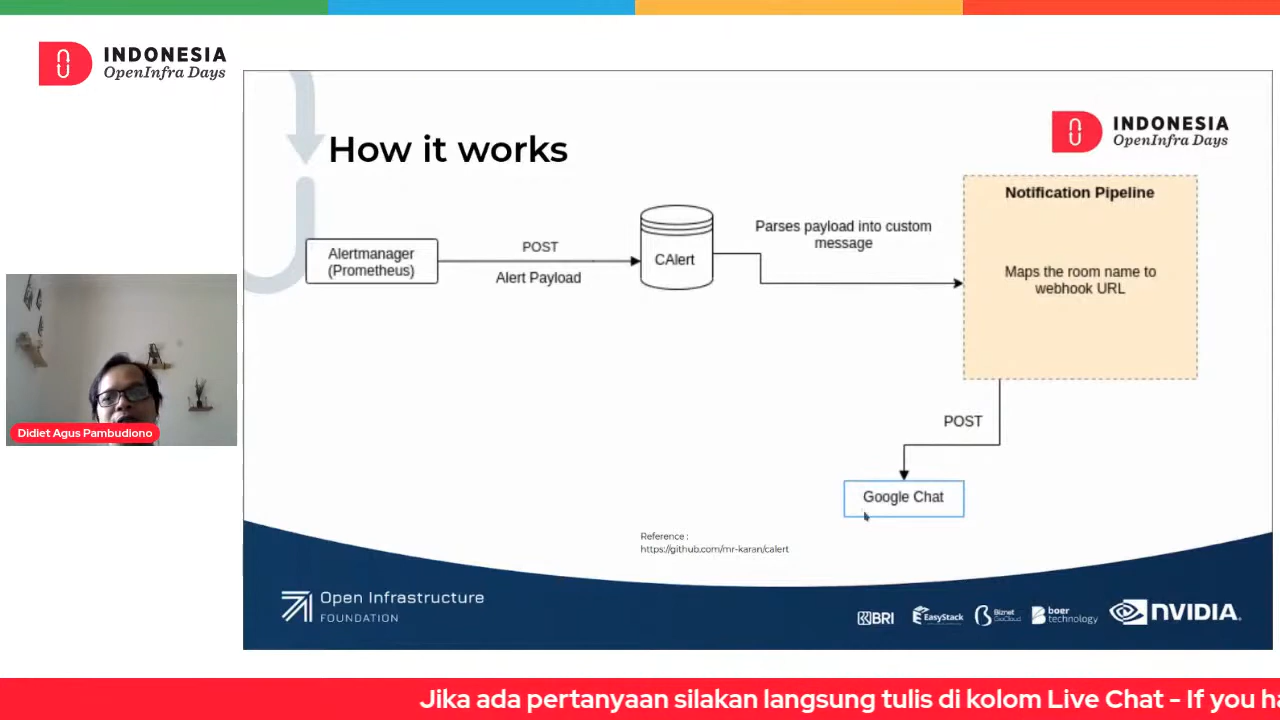 INDONESIA
OpenInfra Days
How it works
INDONESIA
OpenInfra Days
Notification Pipeline
Alertmanager
(Prometheus)
POST
Alert Payload
CAlert
Parses payload into custom
message
Maps the room name to
webhook URL
POST
Google Chat
Didiet Agus Pambudiono
Reference :
https://github.com/mr-karan/calert
Open Infrastructure
FOUNDATION
BRI
EasyStack
Biznet
GioCloud
boer
technology
NVIDIA.
Jika ada pertanyaan silakan langsung tulis di kolom Live Chat - If you ha